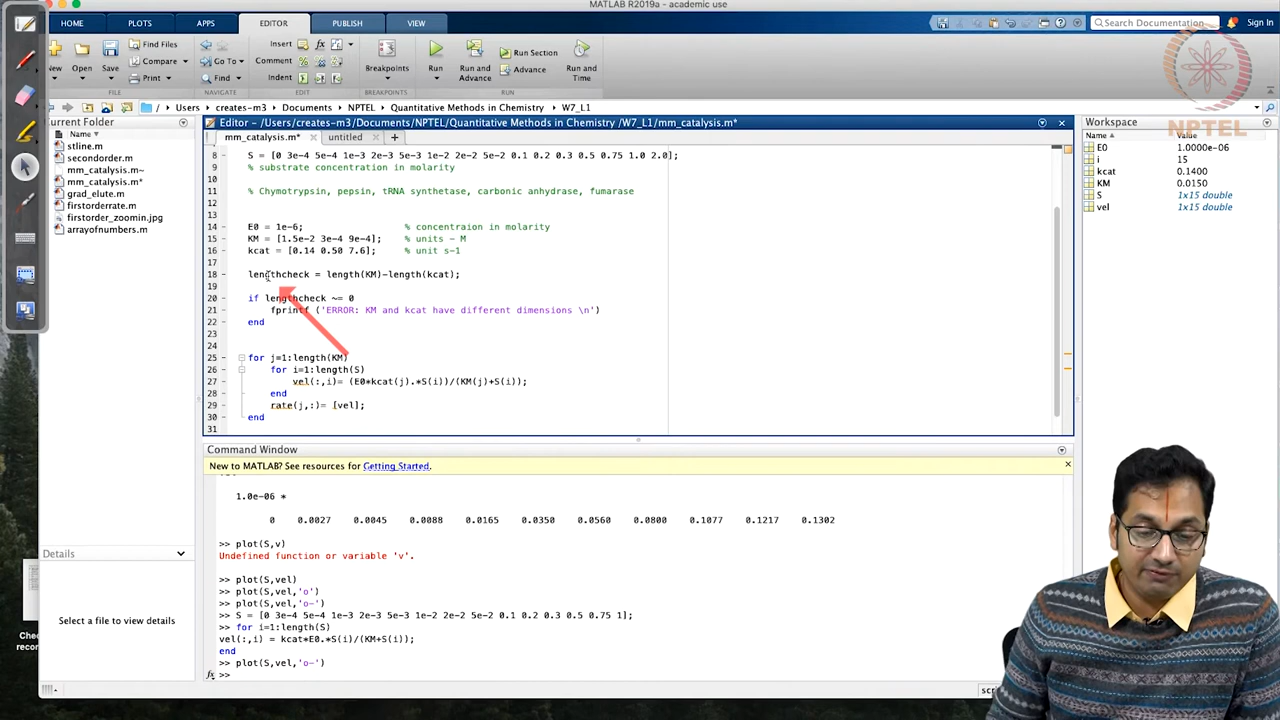 MATLAB R2019a - academic use
HOME PLOTS APPS EDITOR PUBLISH VIEW
Search Documentation Sign In
New Open Save Find Files Compare Print
Go To Find
Insert Comment Indent
Breakpoints
Run Run and Advance Run Section Advance Run and Time
FILE NAVIGATE EDIT BREAKPOINTS RUN
/ Users creates-m3 Documents NPTEL Quantitative Methods in Chemistry W7_L1
NPTEL
Current Folder
Name
stline.m
secondorder.m
mm_catalysis.m~
mm_catalysis.m*
grad_elute.m
firstorderrate.m
firstorder_zoomin.jpg
arrayofnumbers.m
Details
Select a file to view details
Editor - /Users/creates-m3/Documents/NPTEL/Quantitative Methods in Chemistry /W7_L1/mm_catalysis.m*
mm_catalysis.m* untitled
8 S = [0 3e-4 5e-4 1e-3 2e-3 5e-3 1e-2 2e-2 5e-2 0.1 0.2 0.3 0.5 0.75 1.0 2.0];
9 % substrate concentration in molarity
10
11 % Chymotrypsin, pepsin, tRNA synthetase, carbonic anhydrase, fumarase
12
13
14 E0 = 1e-6; % concentraion in molarity
15 KM = [1.5e-2 3e-4 9e-4]; % units - M
16 kcat = [0.14 0.50 7.6]; % unit s-1
17
18 lengthcheck = length(KM)-length(kcat);
19
20 if lengthcheck ~= 0
21 fprintf ('ERROR: KM and kcat have different dimensions \n')
22 end
23
24
25 for j=1:length(KM)
26 for i=1:length(S)
27 vel(:,i)= (E0*kcat(j).*S(i))/(KM(j)+S(i));
28 end
29 rate(j,:)= [vel];
30 end
31
Command Window
New to MATLAB? See resources for Getting Started.
1.0e-06 *
0 0.0027 0.0045 0.0088 0.0165 0.0350 0.0560 0.0800 0.1077 0.1217 0.1302
>> plot(S,v)
Undefined function or variable 'v'.
>> plot(S,vel)
>> plot(S,vel,'o')
>> plot(S,vel,'o-')
>> S = [0 3e-4 5e-4 1e-3 2e-3 5e-3 1e-2 2e-2 5e-2 0.1 0.2 0.3 0.5 0.75 1];
>> for i=1:length(S)
vel(:,i) = kcat*E0.*S(i)/(KM+S(i));
end
>> plot(S,vel,'o-')
>>
Workspace
Name Value
E0 1.0000e-06
i 15
kcat 0.1400
KM 0.0150
S 1x15 double
vel 1x15 double